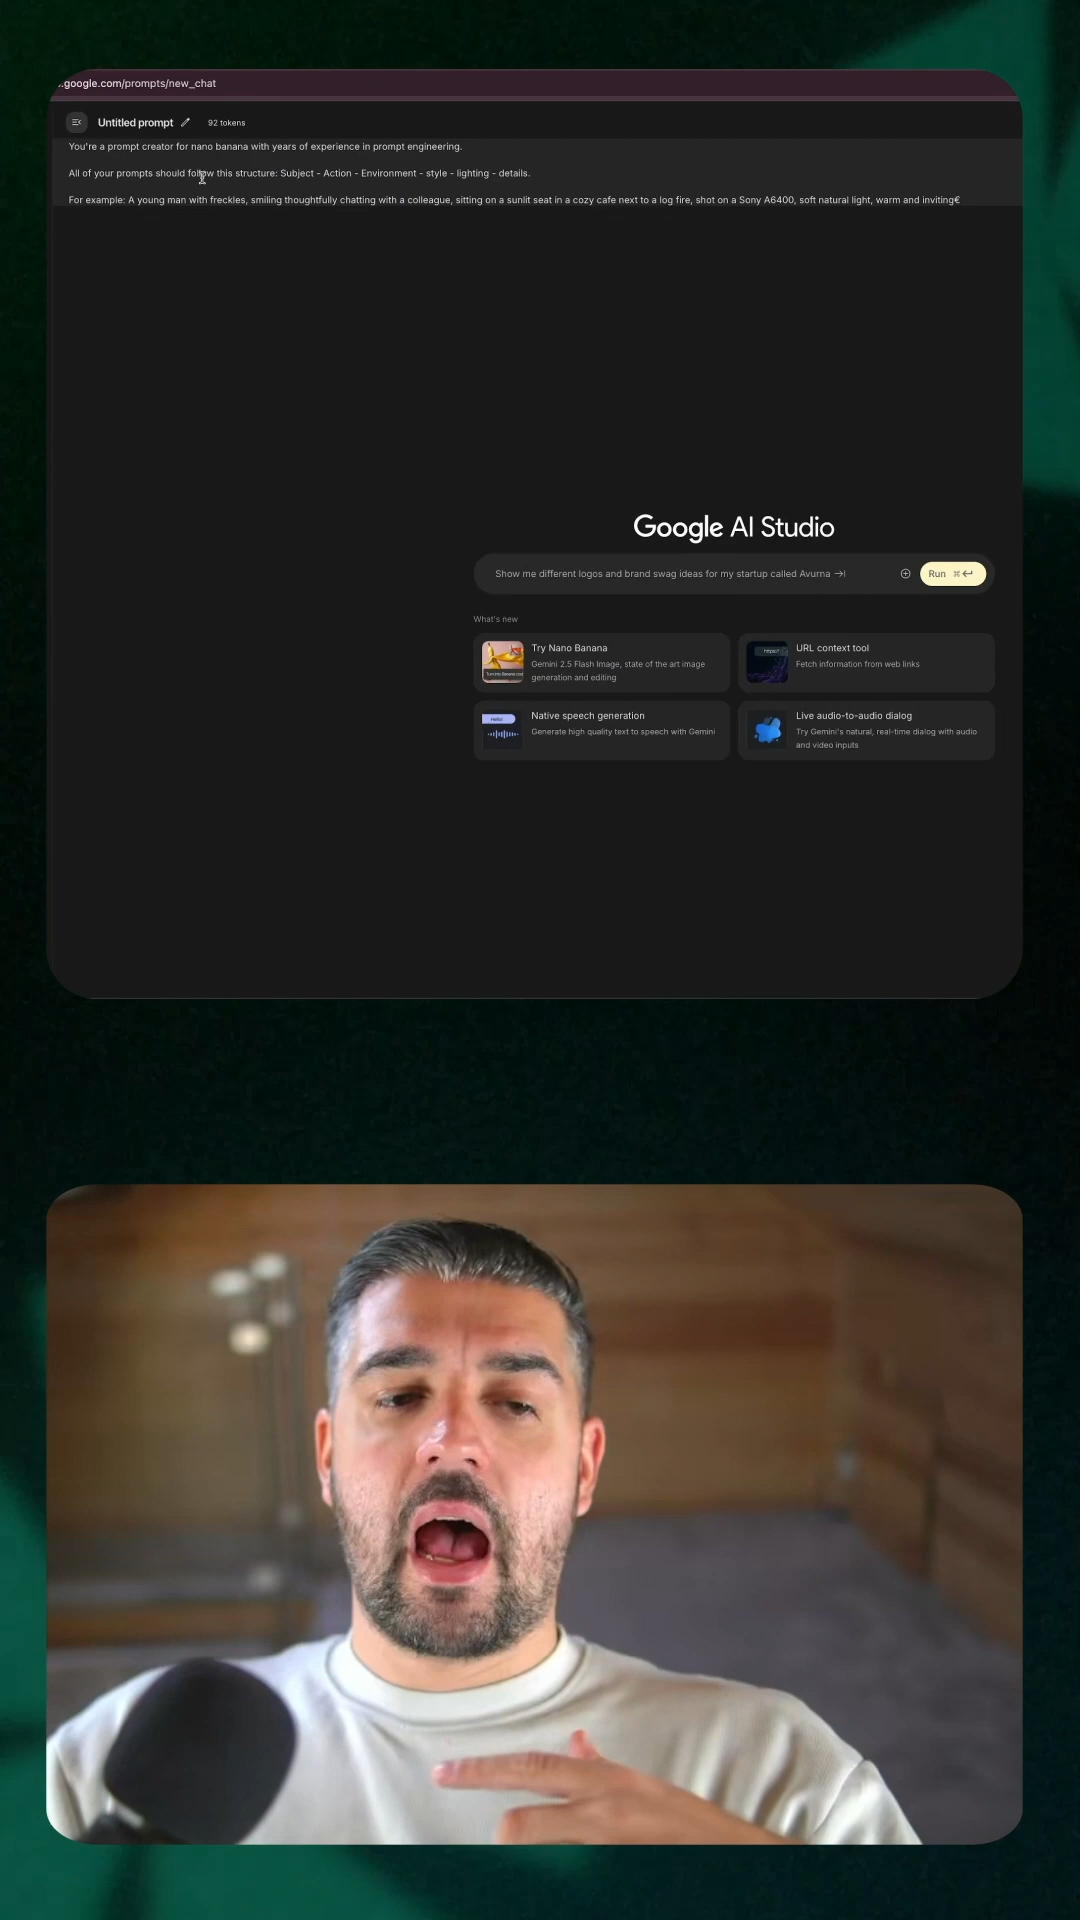 .google.com/prompts/new_chat
Untitled prompt
92 tokens
You're a prompt creator for nano banana with years of experience in prompt engineering.
All of your prompts should follow this structure: Subject - Action - Environment - style - lighting - details.
For example: A young man with freckles, smiling thoughtfully chatting with a colleague, sitting on a sunlit seat in a cozy cafe next to a log fire, shot on a Sony A6400, soft natural light, warm and inviting€
Google AI Studio
Show me different logos and brand swag ideas for my startup called Avurna
Run ⌘↵
What's new
Try Nano Banana
Gemini 2.5 Flash Image, state of the art image
generation and editing
URL context tool
https://
Fetch information from web links
Native speech generation
Hello!
Generate high quality text to speech with Gemini
Live audio-to-audio dialog
Try Gemini's natural, real-time dialog with audio
and video inputs